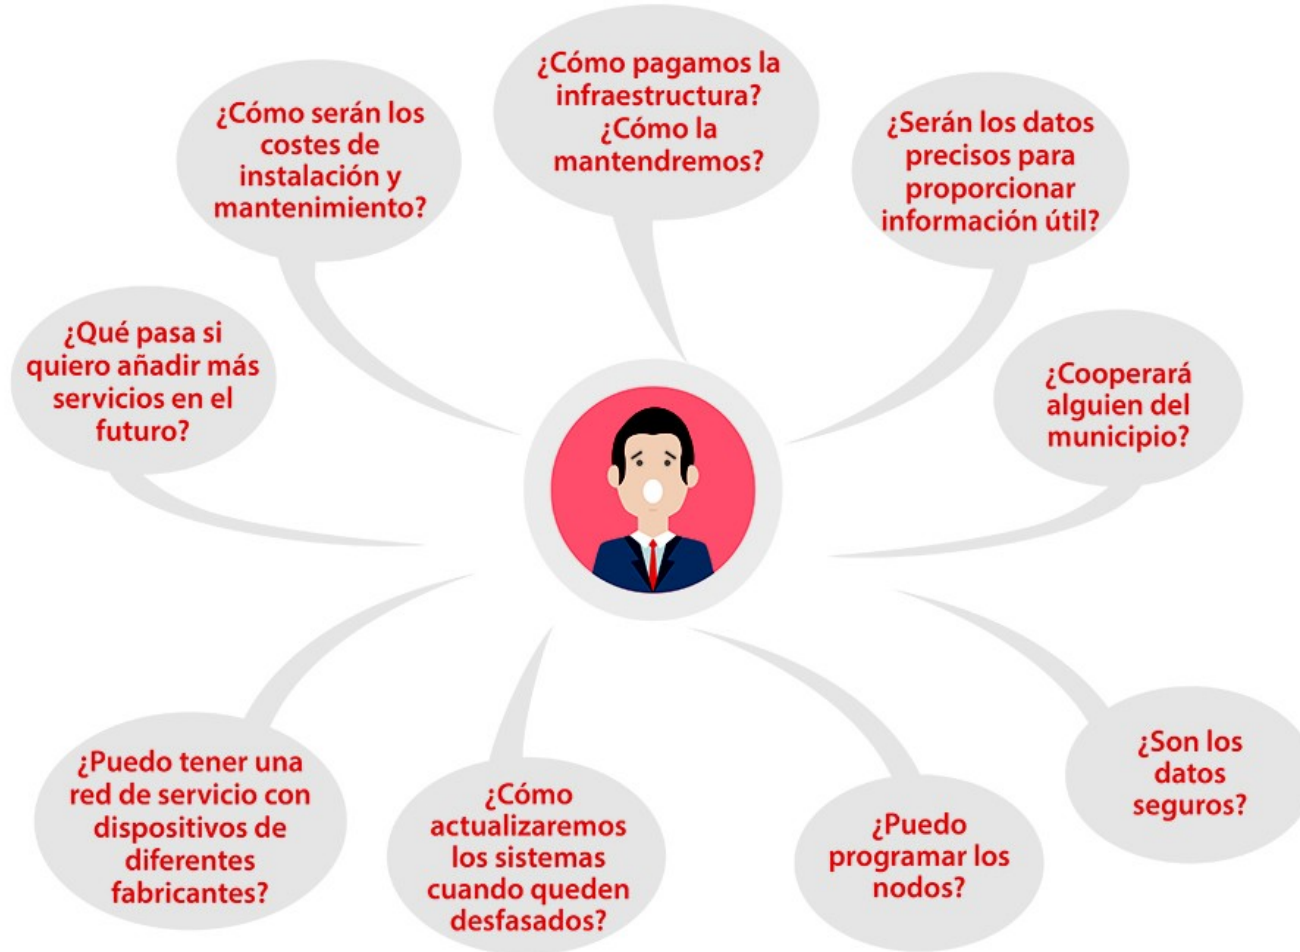 ¿Cómo pagamos la
infraestructura?
¿Cómo la
mantendremos?
¿Cómo serán los
costes de
instalación y
mantenimiento?
¿Serán los datos
precisos para
proporcionar
información útil?
¿Qué pasa si
quiero añadir más
servicios en el
futuro?
¿Cooperará
alguien del
municipio?
¿Puedo tener una
red de servicio con
dispositivos de
diferentes
fabricantes?
¿Cómo
actualizaremos
los sistemas
cuando queden
desfasados?
¿Puedo
programar los
nodos?
¿Son los
datos
seguros?